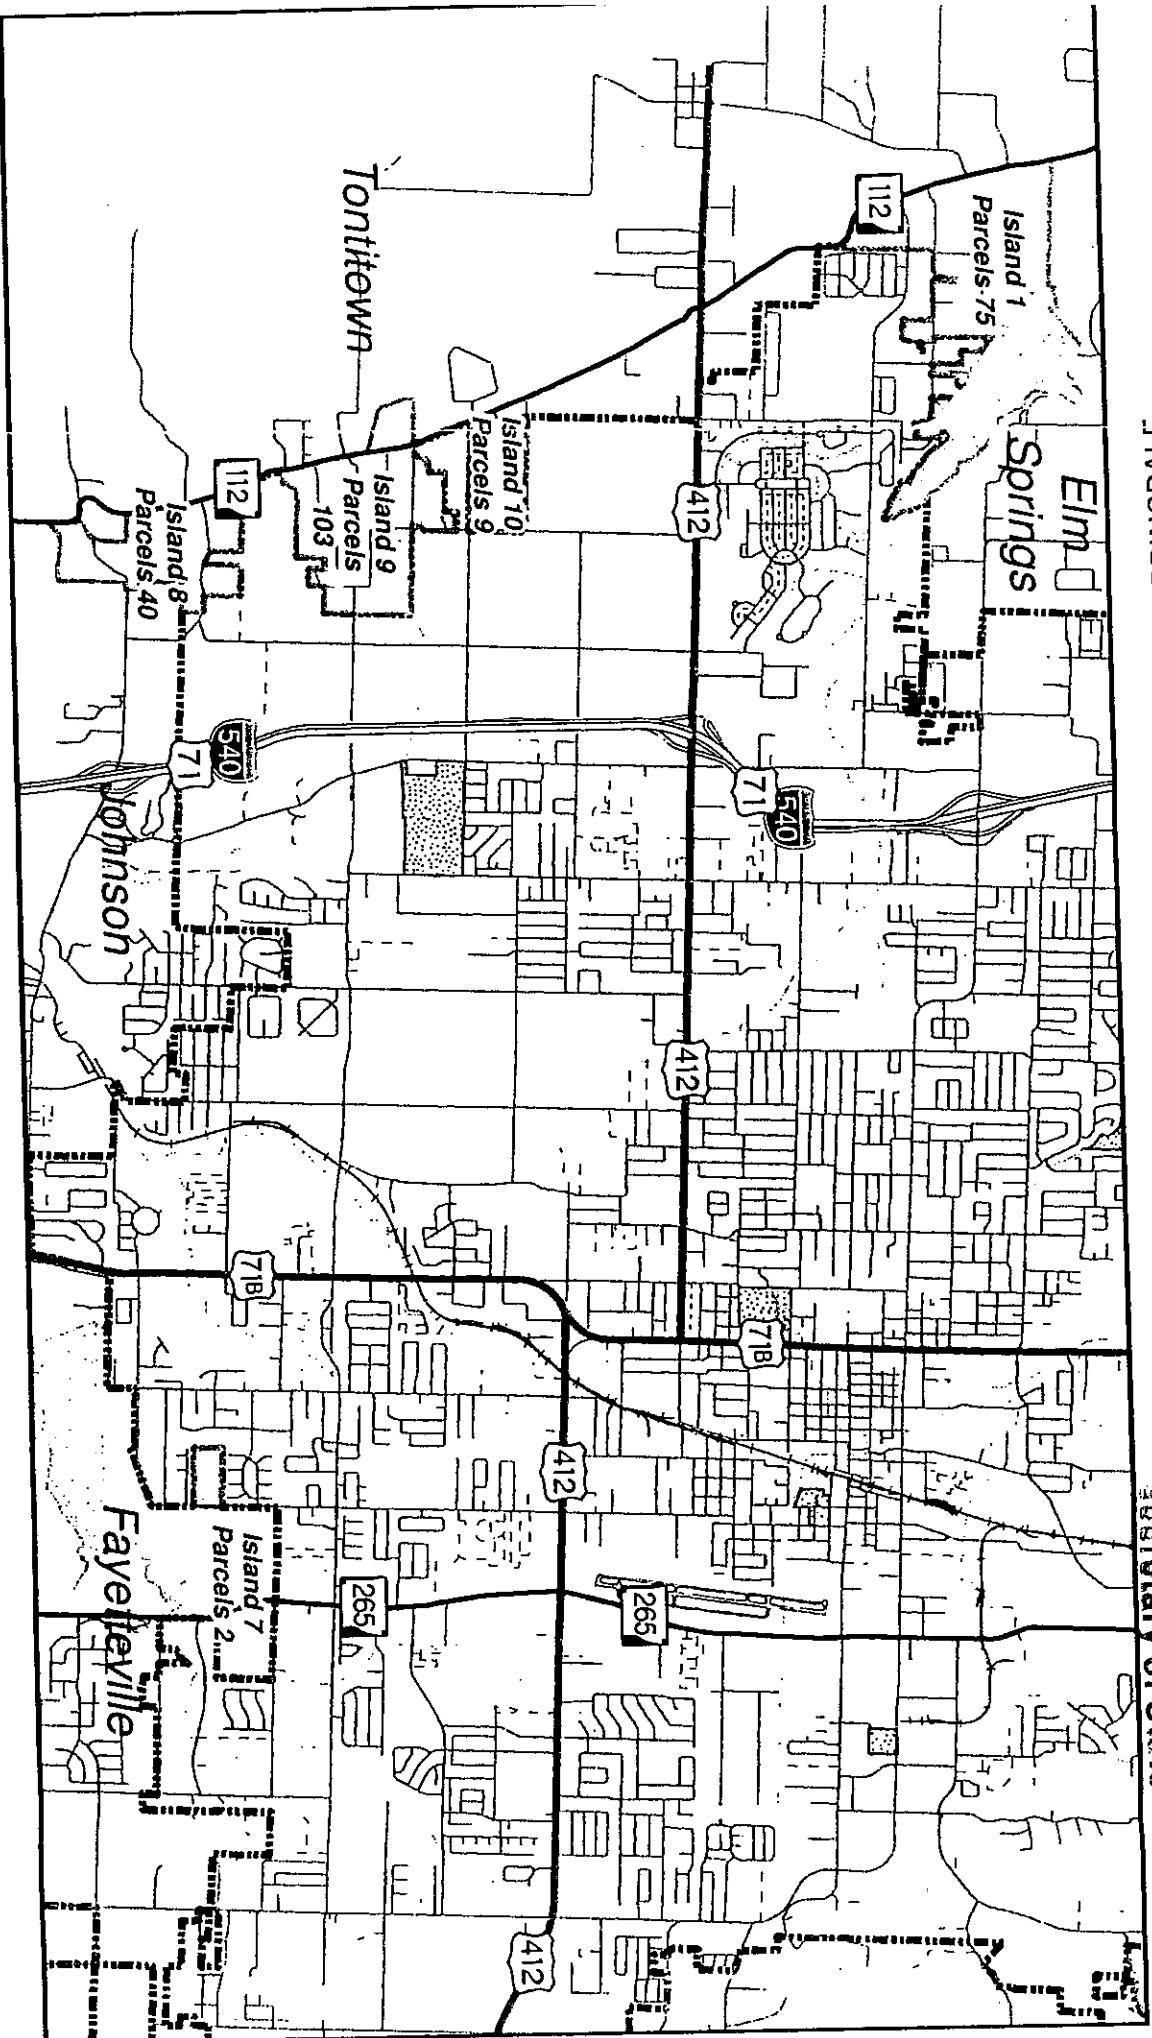 Elm
Springs
Island 1
Parcels-75
112
Tontitown
412
Island 10
Parcels 9
Island 9
Parcels
103
112
Island 8
Parcels 40
540
71
71
540
Johnson
412
71B
71B
412
265
265
Island 7
Parcels 2
Fayetteville
412